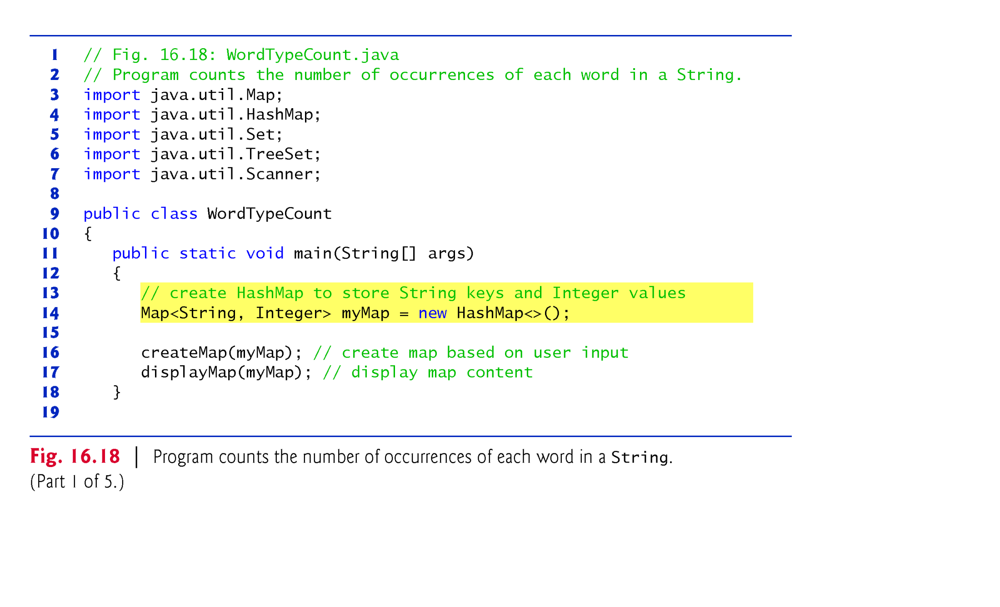 1 // Fig. 16.18: WordTypeCount.java
2 // Program counts the number of occurrences of each word in a String.
3 import java.util.Map;
4 import java.util.HashMap;
5 import java.util.Set;
6 import java.util.TreeSet;
7 import java.util.Scanner;
8
9 public class WordTypeCount
10 {
11    public static void main(String[] args)
12    {
13       // create HashMap to store String keys and Integer values
14       Map<String, Integer> myMap = new HashMap<>();
15
16       createMap(myMap); // create map based on user input
17       displayMap(myMap); // display map content
18    }
19
Fig. 16.18 | Program counts the number of occurrences of each word in a String.
(Part 1 of 5.)